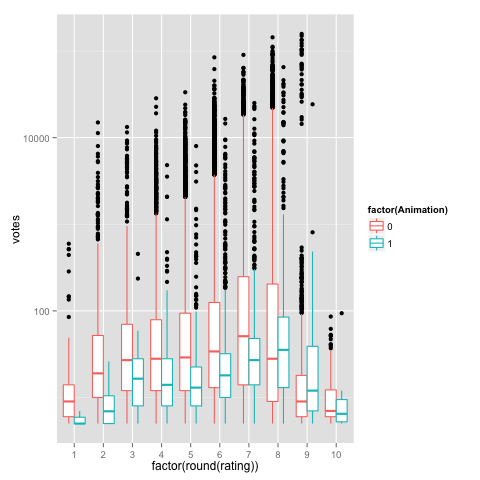 votes
10000
100
1 2 3 4 5 6 7 8 9 10
factor(round(rating))
factor(Animation)
0
1